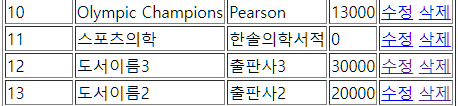 10 Olympic Champions Pearson 13000 수정 삭제
11 스포츠의학 한솔의학서적 0 수정 삭제
12 도서이름3 출판사3 30000 수정 삭제
13 도서이름2 출판사2 20000 수정 삭제